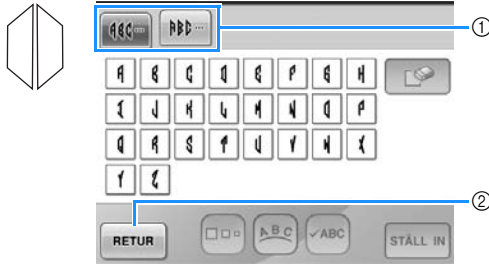 ABC ABC ①
A B C D E F G H
I J K L M N O P
Q R S T U V W X
Y Z
②
RETUR ABC ✓ABC STÄLL IN